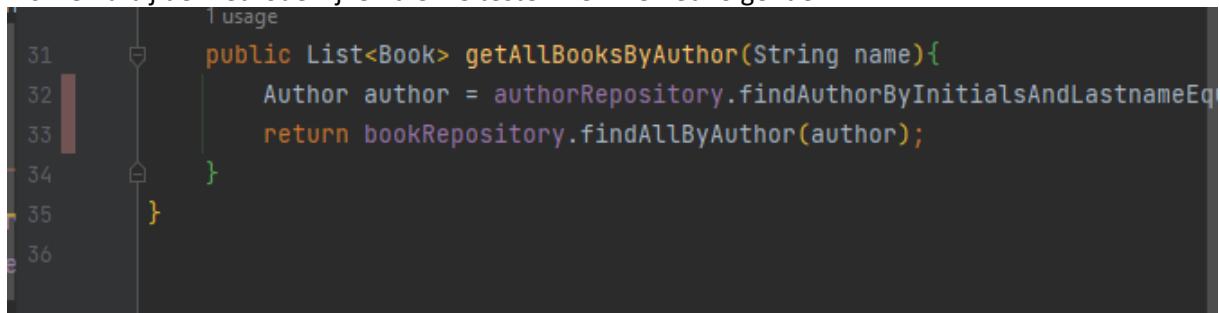 1 usage
31 public List<Book> getAllBooksByAuthor(String name){
32 Author author = authorRepository.findAuthorByInitialsAndLastnameEq
33 return bookRepository.findAllByAuthor(author);
34 }
35 }
36